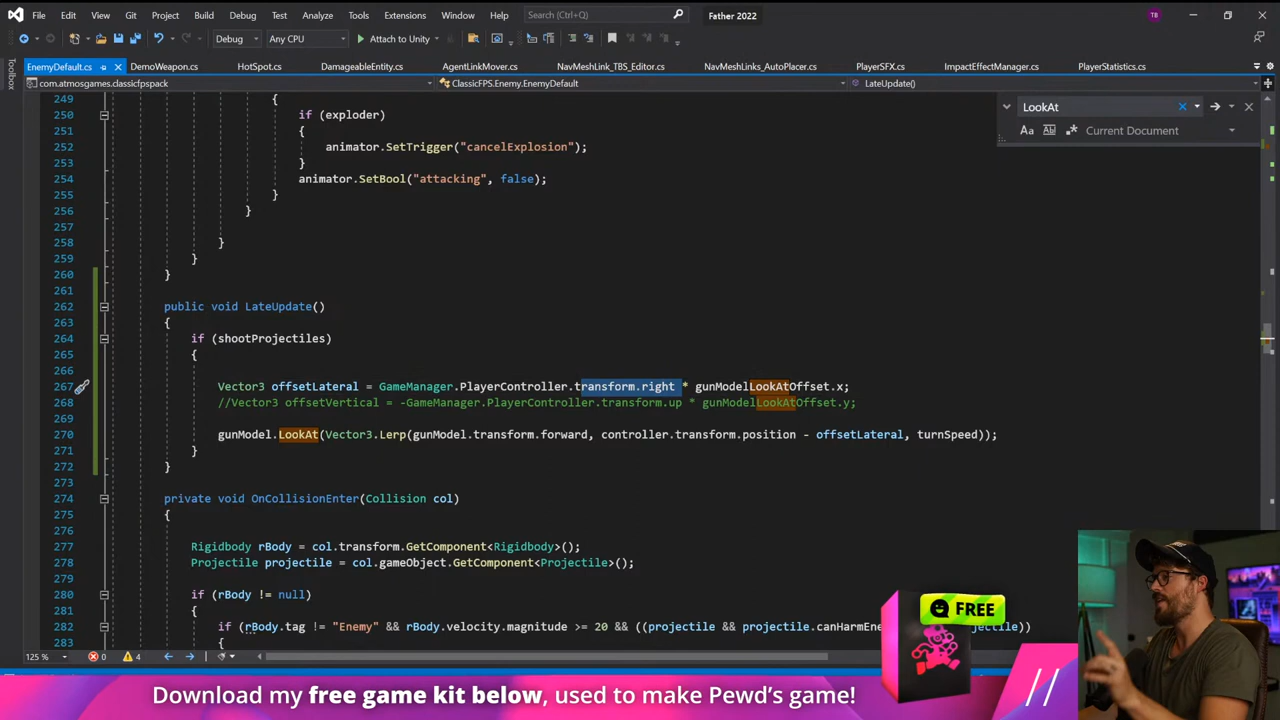 File Edit View Git Project Build Debug Test Analyze Tools Extensions Window Help Search (Ctrl+Q) Father 2022 TB
Debug Any CPU Attach to Unity
EnemyDefault.cs DemoWeapon.cs HotSpot.cs DamageableEntity.cs AgentLinkMover.cs NavMeshLink_TBS_Editor.cs NavMeshLinks_AutoPlacer.cs PlayerSFX.cs ImpactEffectManager.cs PlayerStatistics.cs
Toolbox
com.atmosgames.classicfpspack ClassicFPS.Enemy.EnemyDefault LateUpdate()
LookAt
Aa Current Document
249 {
250 if (exploder)
251 {
252 animator.SetTrigger("cancelExplosion");
253 }
254 animator.SetBool("attacking", false);
255 }
256 }
257
258 }
259 }
260 }
261
262 public void LateUpdate()
263 {
264 if (shootProjectiles)
265 {
266
267 Vector3 offsetLateral = GameManager.PlayerController.transform.right * gunModelLookAtOffset.x;
268 //Vector3 offsetVertical = -GameManager.PlayerController.transform.up * gunModelLookAtOffset.y;
269
270 gunModel.LookAt(Vector3.Lerp(gunModel.transform.forward, controller.transform.position - offsetLateral, turnSpeed));
271 }
272 }
273
274 private void OnCollisionEnter(Collision col)
275 {
276
277 Rigidbody rBody = col.transform.GetComponent<Rigidbody>();
278 Projectile projectile = col.gameObject.GetComponent<Projectile>();
279
280 if (rBody != null)
281 {
282 if (rBody.tag != "Enemy" && rBody.velocity.magnitude >= 20 && ((projectile && projectile.canHarmEne
283 {
125 % 0 4
FREE
Download my free game kit below, used to make Pewd's game! //